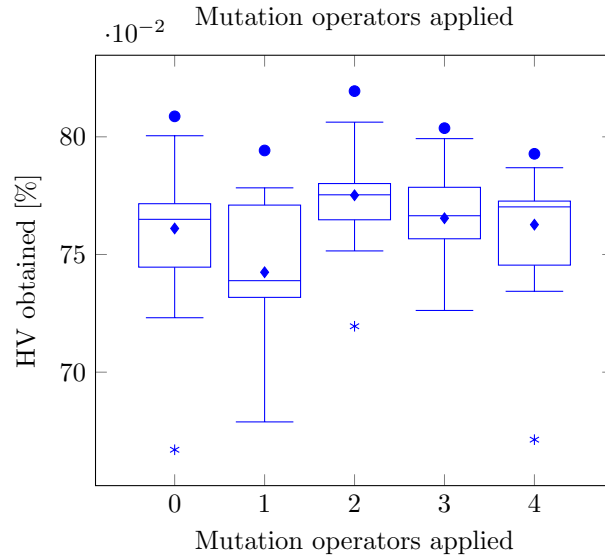 Mutation operators applied
·10−2
80
75
70
HV obtained [%]
0 1 2 3 4
Mutation operators applied